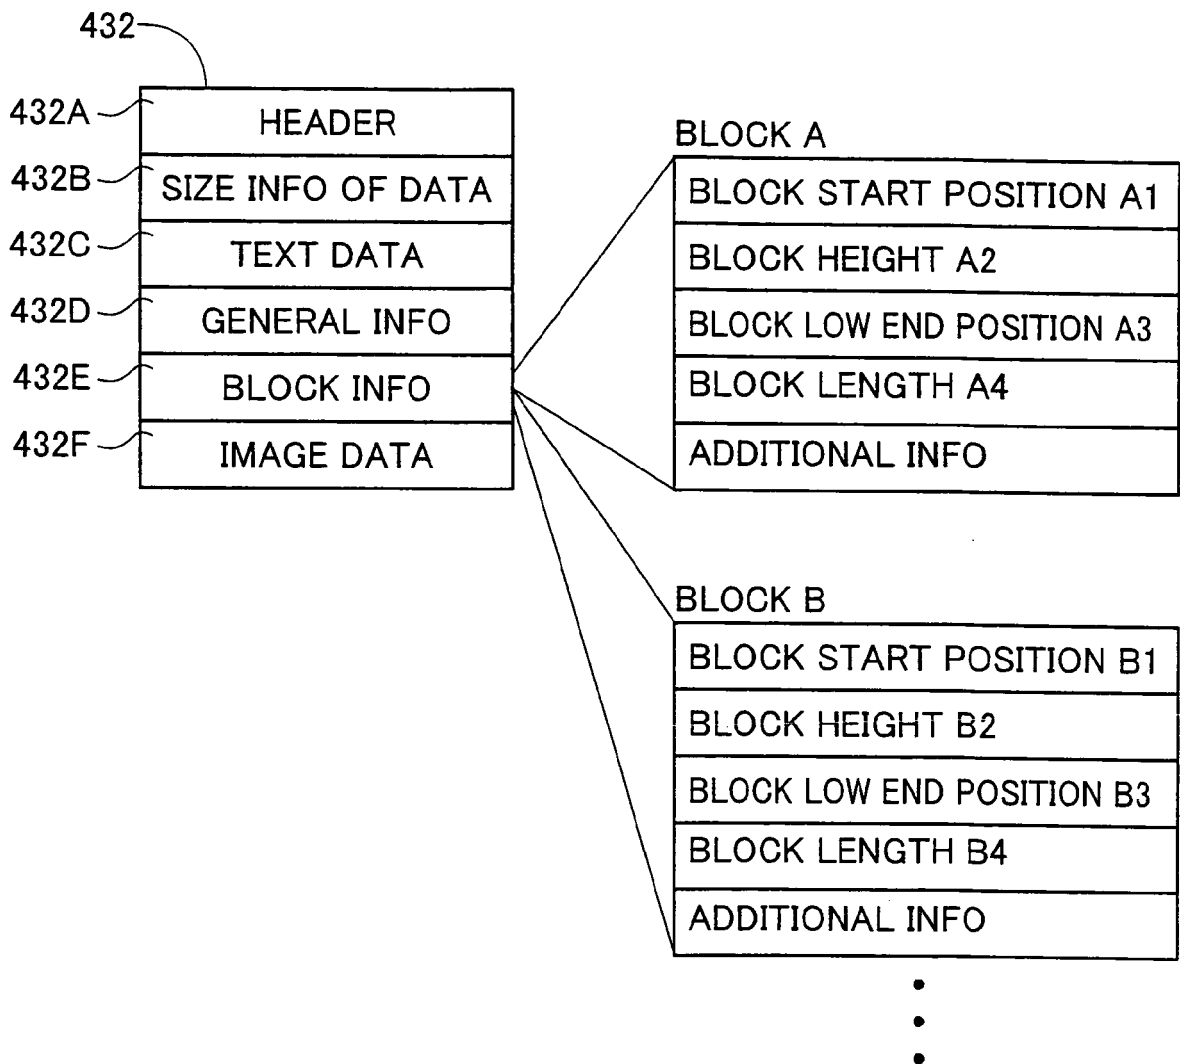 432
432A
HEADER
432B
SIZE INFO OF DATA
432C
TEXT DATA
432D
GENERAL INFO
432E
BLOCK INFO
432F
IMAGE DATA
BLOCK A
BLOCK START POSITION A1
BLOCK HEIGHT A2
BLOCK LOW END POSITION A3
BLOCK LENGTH A4
ADDITIONAL INFO
BLOCK B
BLOCK START POSITION B1
BLOCK HEIGHT B2
BLOCK LOW END POSITION B3
BLOCK LENGTH B4
ADDITIONAL INFO